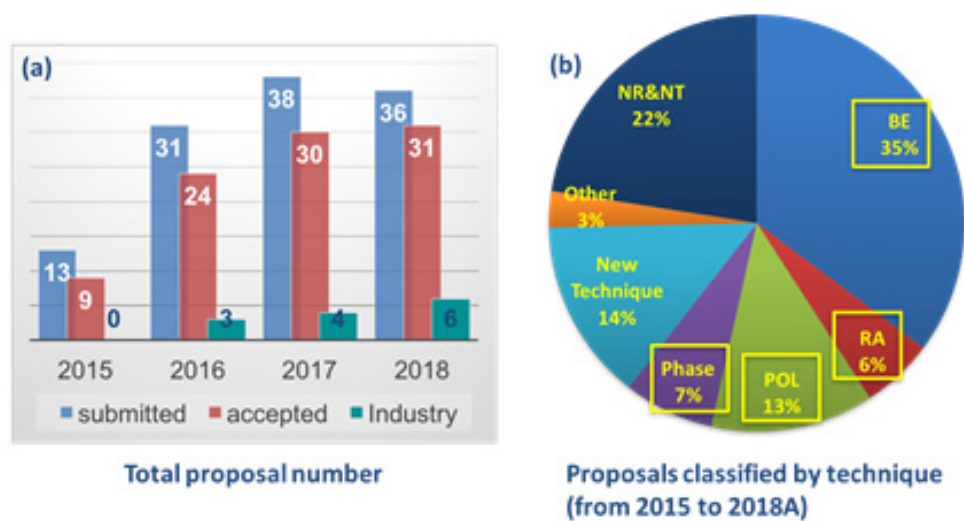 (a)
13
9
0
31
24
3
38
30
4
36
31
6
2015 2016 2017 2018
submitted accepted Industry
Total proposal number
(b)
NR&NT
22%
BE
35%
Other
3%
New
Technique
14%
Phase
7%
POL
13%
RA
6%
Proposals classified by technique
(from 2015 to 2018A)